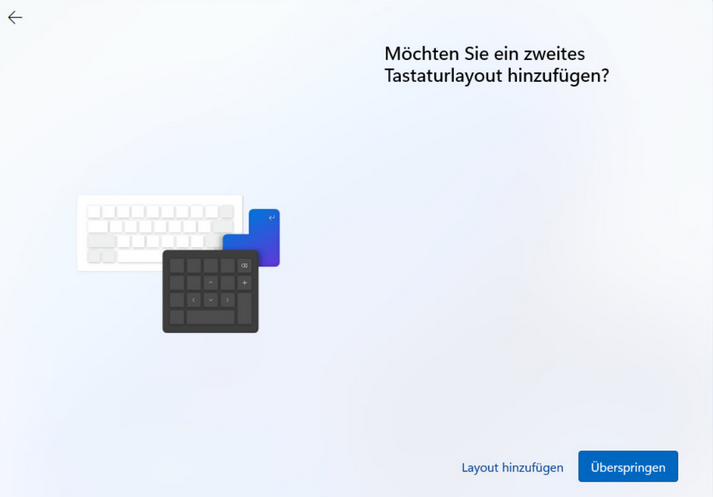 Möchten Sie ein zweites
Tastaturlayout hinzufügen?
Layout hinzufügen
Überspringen